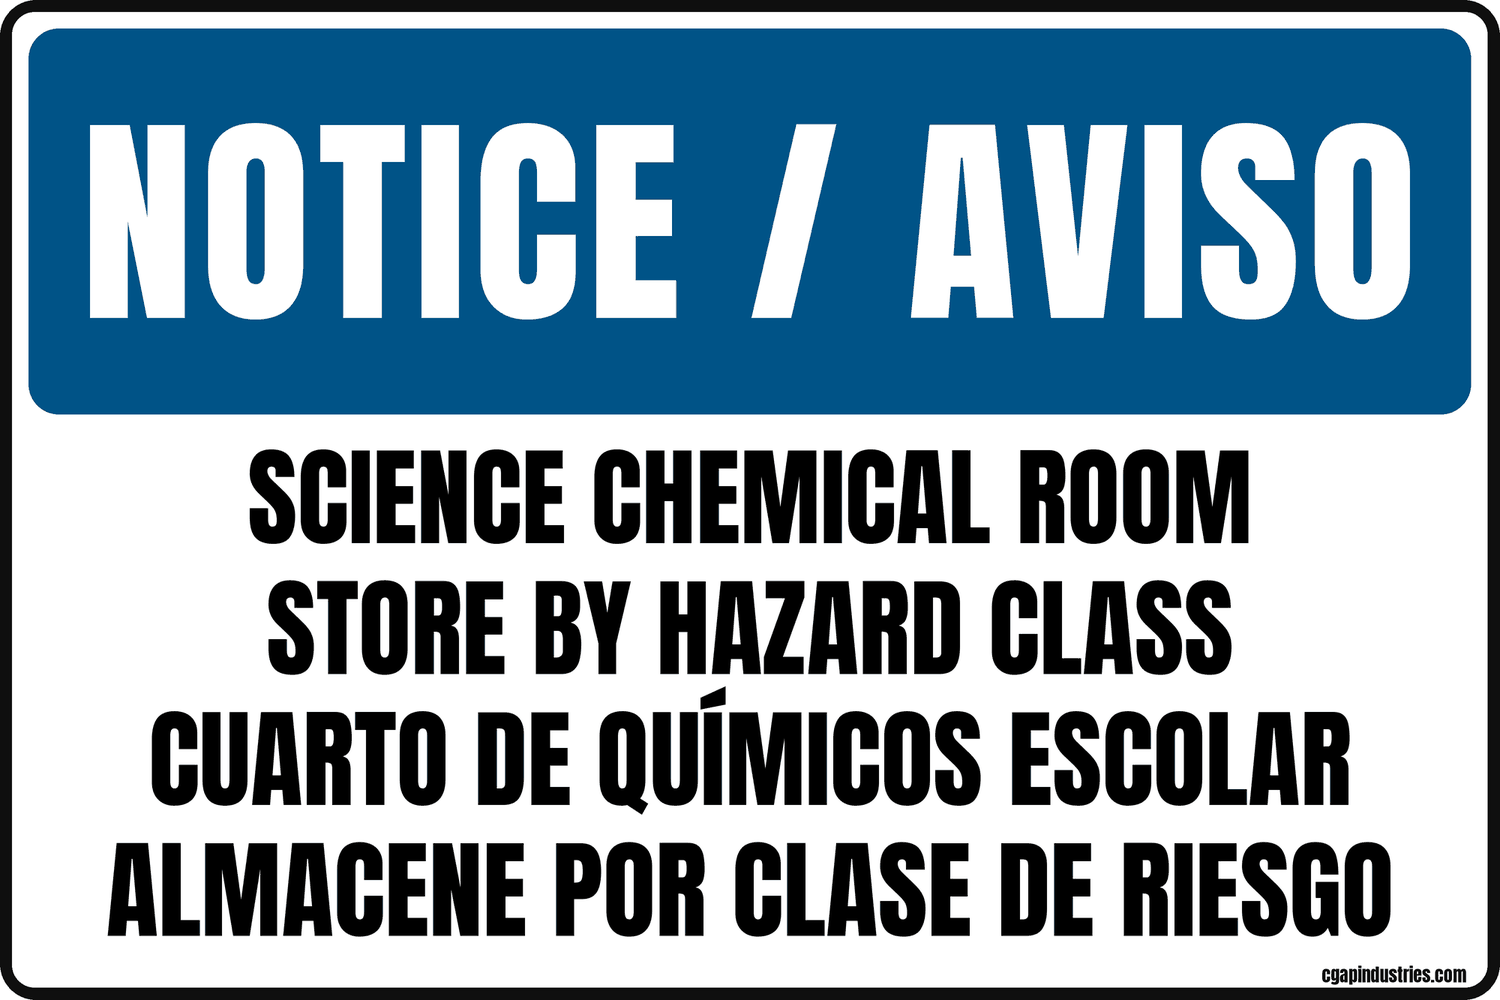 NOTICE / AVISO
SCIENCE CHEMICAL ROOM
STORE BY HAZARD CLASS
CUARTO DE QUÍMICOS ESCOLAR
ALMACENE POR CLASE DE RIESGO
cgapindustries.com